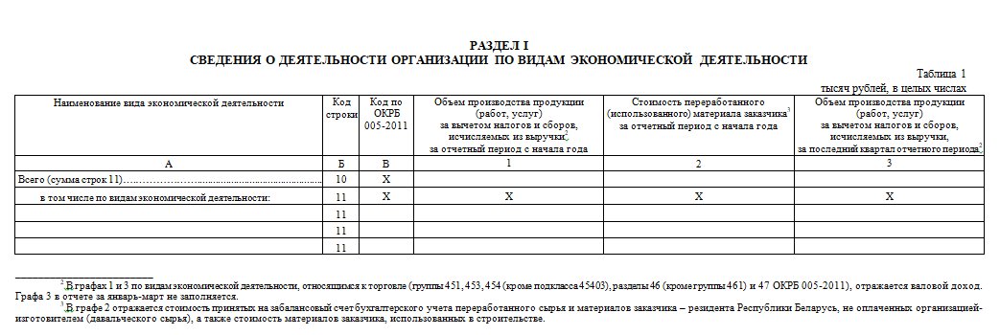 РАЗДЕЛ I
СВЕДЕНИЯ О ДЕЯТЕЛЬНОСТИ ОРГАНИЗАЦИИ ПО ВИДАМ ЭКОНОМИЧЕСКОЙ ДЕЯТЕЛЬНОСТИ
Таблица 1
тысяч рублей, в целых числах
Наименование вида экономической деятельности
Код
строки
Код по
ОКРБ
005-2011
Объем производства продукции
(работ, услуг)
за вычетом налогов и сборов,
исчисляемых из выручки2,
за отчетный период с начала года
Стоимость переработанного
(использованного) материала заказчика3
за отчетный период с начала года
Объем производства продукции
(работ, услуг)
за вычетом налогов и сборов,
исчисляемых из выручки,
за последний квартал отчетного периода2
А Б В 1 2 3
Всего (сумма строк 11)…………………………………………… 10 Х
в том числе по видам экономической деятельности: 11 Х Х Х Х
11
11
11
2 В графах 1 и 3 по видам экономической деятельности, относящимся к торговле (группы 451, 453, 454 (кроме подкласса 45403), разделы 46 (кроме группы 461) и 47 ОКРБ 005-2011), отражается валовой доход.
Графа 3 в отчете за январь-март не заполняется.
3 В графе 2 отражается стоимость принятых на забалансовый счет бухгалтерского учета переработанного сырья и материалов заказчика – резидента Республики Беларусь, не оплаченных организацией-
изготовителем (давальческого сырья), а также стоимость материалов заказчика, использованных в строительстве.